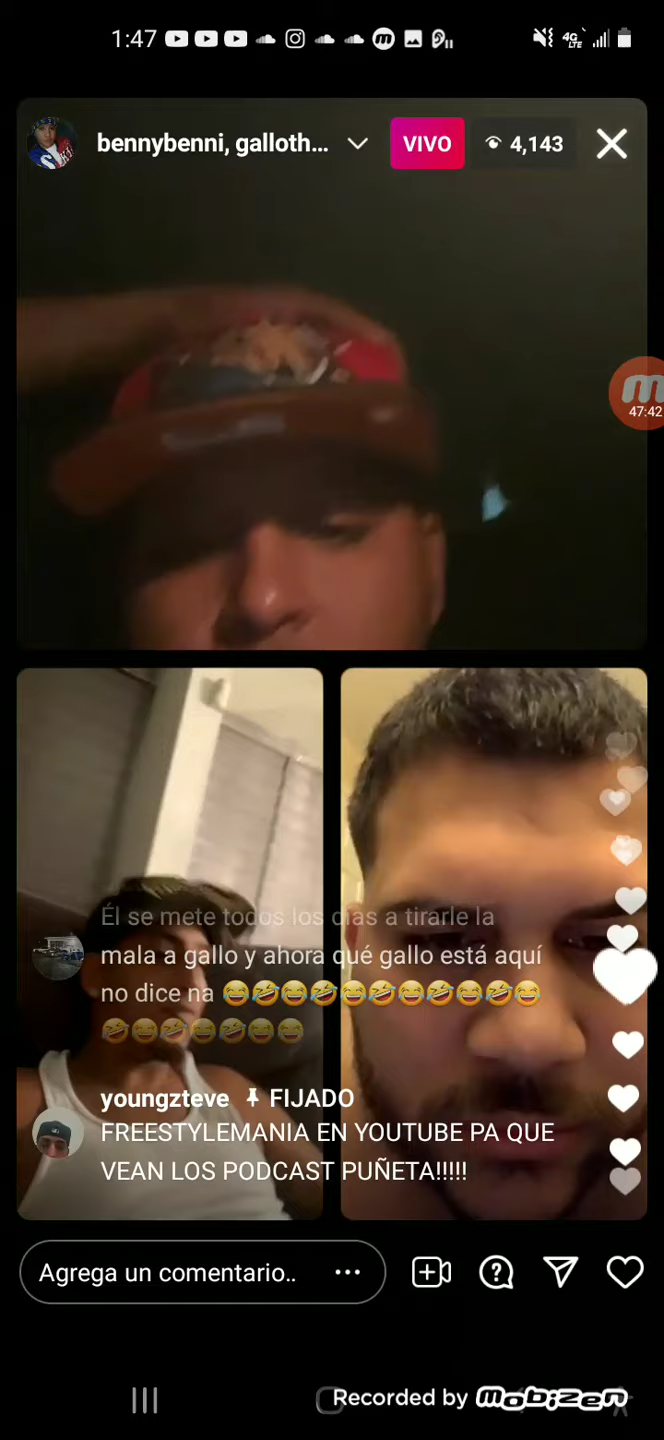 1:47
4G
LTE
bennybenni, galloth...
VIVO
4,143
47:42
Él se mete todos los días a tirarle la
mala a gallo y ahora qué gallo está aquí
no dice na 😂🤣😂🤣😂🤣😂🤣😂🤣😂
🤣😂🤣😂🤣😂😂
youngzteve FIJADO
FREESTYLEMANIA EN YOUTUBE PA QUE
VEAN LOS PODCAST PUÑETA!!!!!
Agrega un comentario..
Recorded by mobizen